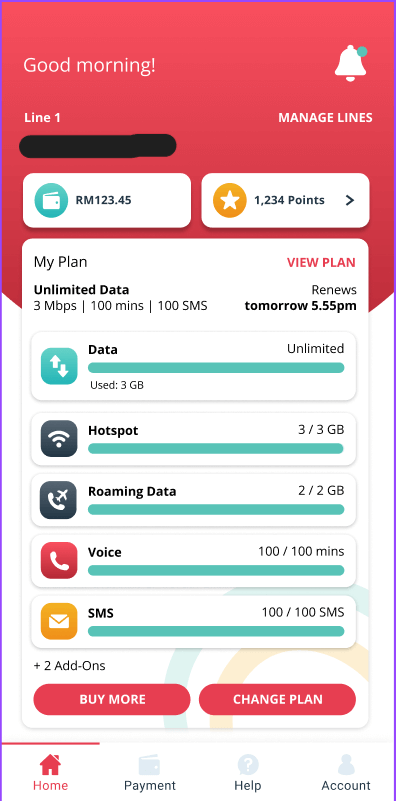 Good morning!
Line 1
MANAGE LINES
RM123.45
1,234 Points
My Plan
VIEW PLAN
Unlimited Data
Renews
3 Mbps | 100 mins | 100 SMS
tomorrow 5.55pm
Data
Unlimited
Used: 3 GB
Hotspot
3 / 3 GB
Roaming Data
2 / 2 GB
Voice
100 / 100 mins
SMS
100 / 100 SMS
+ 2 Add-Ons
BUY MORE
CHANGE PLAN
Home
Payment
Help
Account